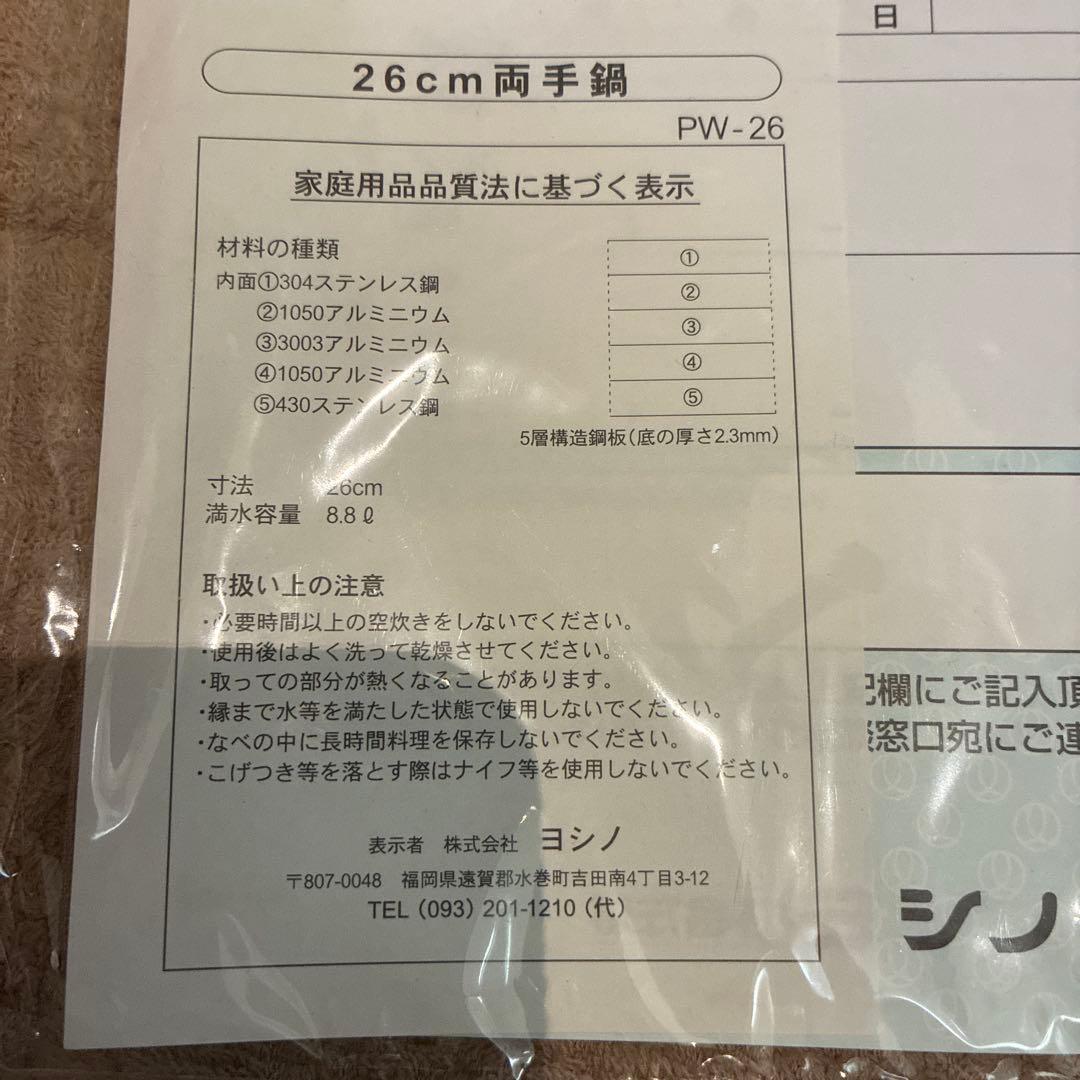 26cm両手鍋
PW-26
家庭用品品質法に基づく表示
材料の種類
内面①304ステンレス鋼
②1050アルミニウム
③3003アルミニウム
④1050アルミニウム
⑤430ステンレス鋼
①
②
③
④
⑤
5層構造鋼板(底の厚さ2.3mm)
寸法 26cm
満水容量 8.8ℓ
取扱い上の注意
・必要時間以上の空炊きをしないでください。
・使用後はよく洗って乾燥させてください。
・取っての部分が熱くなることがあります。
・縁まで水等を満たした状態で使用しないでください。
・なべの中に長時間料理を保存しないでください。
・こげつき等を落とす際はナイフ等を使用しないでください。
表示者 株式会社 ヨシノ
〒807-0048 福岡県遠賀郡水巻町吉田南4丁目3-12
TEL (093) 201-1210 (代)
日
記欄にご記入頂
窓口宛にご連
シノ